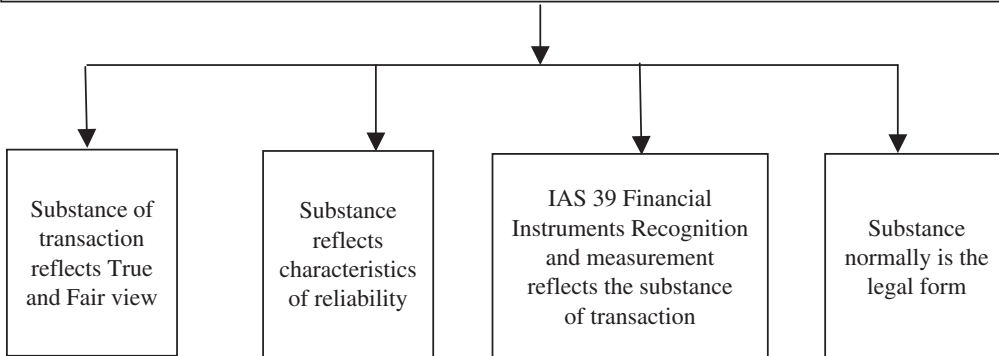 Substance of
transaction
reflects True
and Fair view
Substance
reflects
characteristics
of reliability
IAS 39 Financial
Instruments Recognition
and measurement
reflects the substance
of transaction
Substance
normally is the
legal form